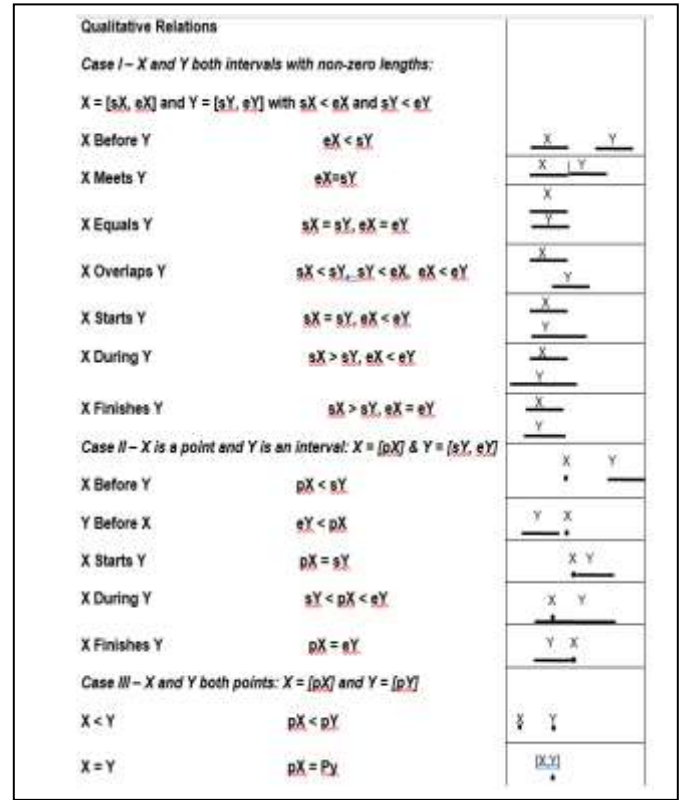 Qualitative Relations
Case I – X and Y both intervals with non-zero lengths:
X = [sX, eX] and Y = [sY, eY] with sX < eX and sY < eY
X Before Y eX < sY X Y
X Meets Y eX=sY X Y
X Equals Y sX = sY, eX = eY X
Y
X Overlaps Y sX < sY, sY < eX, eX < eY X
Y
X Starts Y sX = sY, eX < eY X
Y
X During Y sX > sY, eX < eY X
Y
X Finishes Y sX > sY, eX = eY X
Y
Case II – X is a point and Y is an interval: X = [pX] & Y = [sY, eY]
X Before Y pX < sY X Y
Y Before X eY < pX Y X
X Starts Y pX = sY X Y
X During Y sY < pX < eY X Y
X Finishes Y pX = eY Y X
Case III – X and Y both points: X = [pX] and Y = [pY]
X < Y pX < pY X Y
X = Y pX = Py [X,Y]